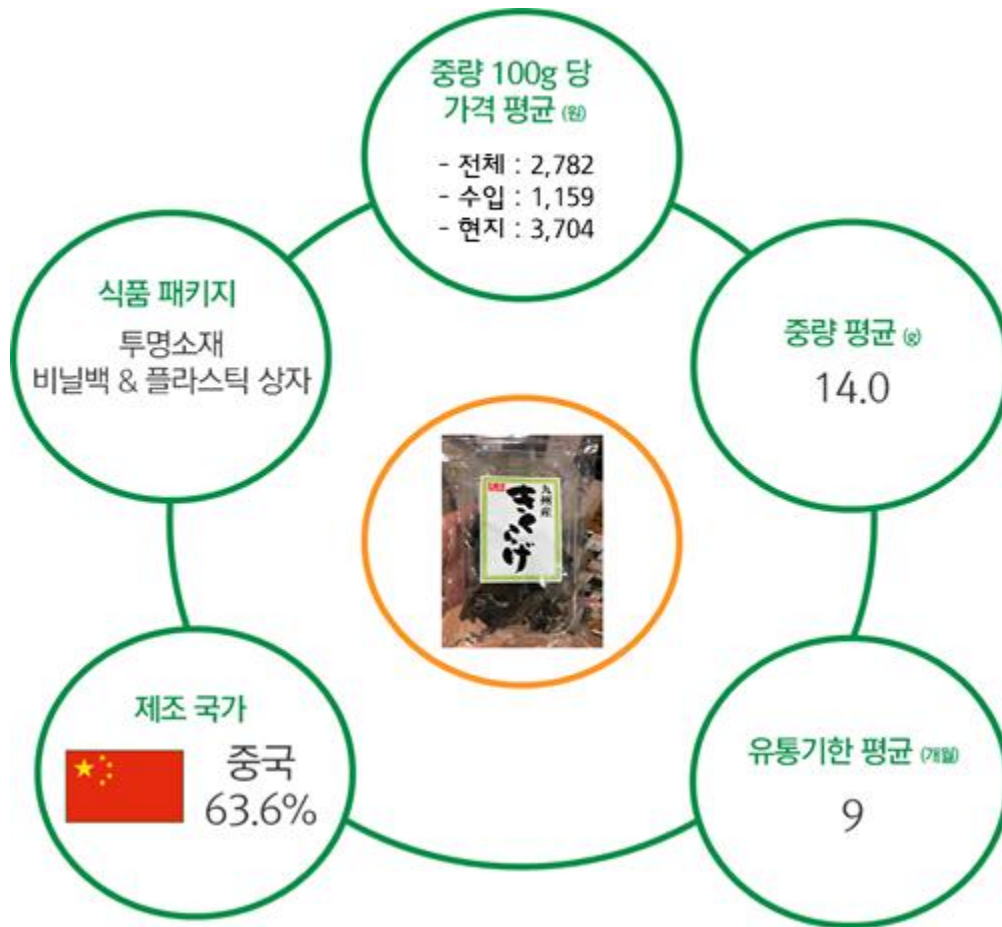 중량 100g 당
가격 평균 (원)
- 전체 : 2,782
- 수입 : 1,159
- 현지 : 3,704
식품 패키지
투명소재
비닐백 & 플라스틱 상자
중량 평균 (g)
14.0
九州産
きくらげ
제조 국가
중국
63.6%
유통기한 평균 (개월)
9